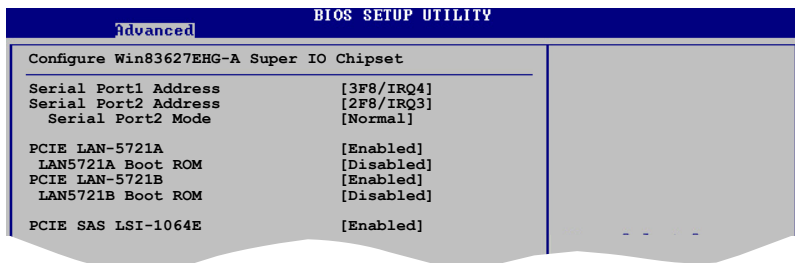 BIOS SETUP UTILITY
Advanced
Configure Win83627EHG-A Super IO Chipset
Serial Port1 Address [3F8/IRQ4]
Serial Port2 Address [2F8/IRQ3]
Serial Port2 Mode [Normal]
PCIE LAN-5721A [Enabled]
LAN5721A Boot ROM [Disabled]
PCIE LAN-5721B [Enabled]
LAN5721B Boot ROM [Disabled]
PCIE SAS LSI-1064E [Enabled]